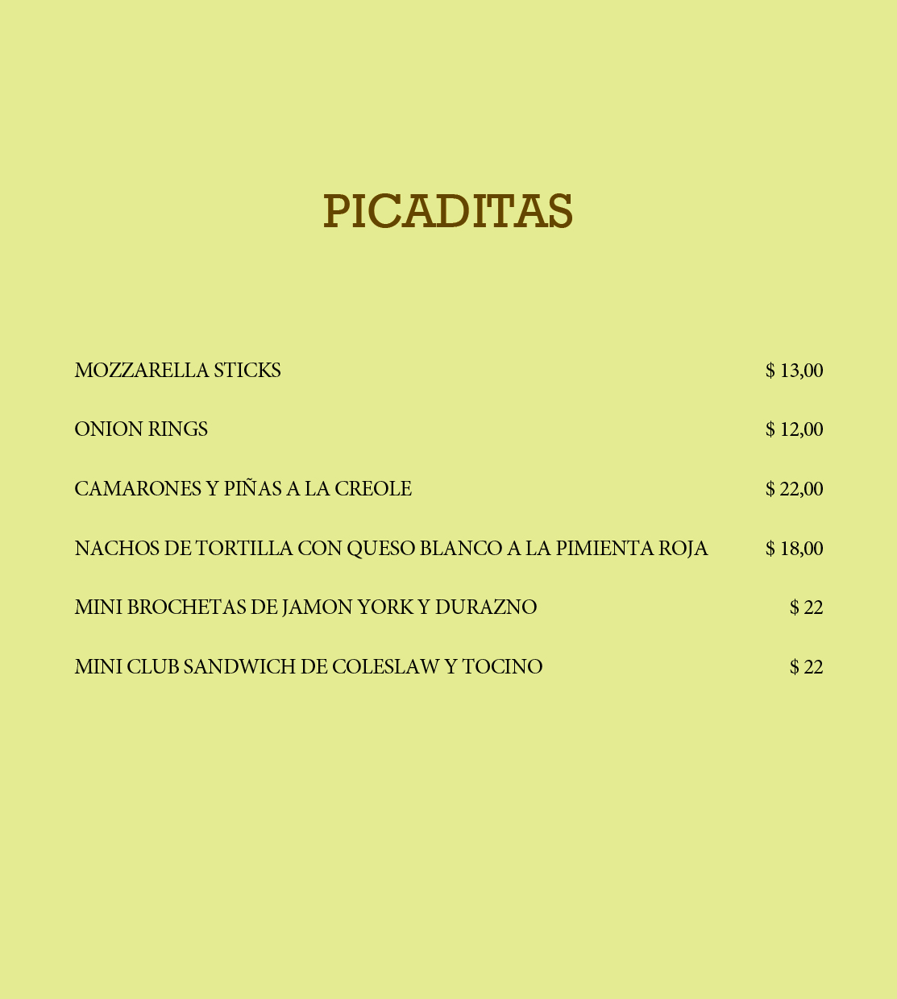 PICADITAS
MOZZARELLA STICKS $ 13,00
ONION RINGS $ 12,00
CAMARONES Y PIÑAS A LA CREOLE $ 22,00
NACHOS DE TORTILLA CON QUESO BLANCO A LA PIMIENTA ROJA $ 18,00
MINI BROCHETAS DE JAMON YORK Y DURAZNO $ 22
MINI CLUB SANDWICH DE COLESLAW Y TOCINO $ 22